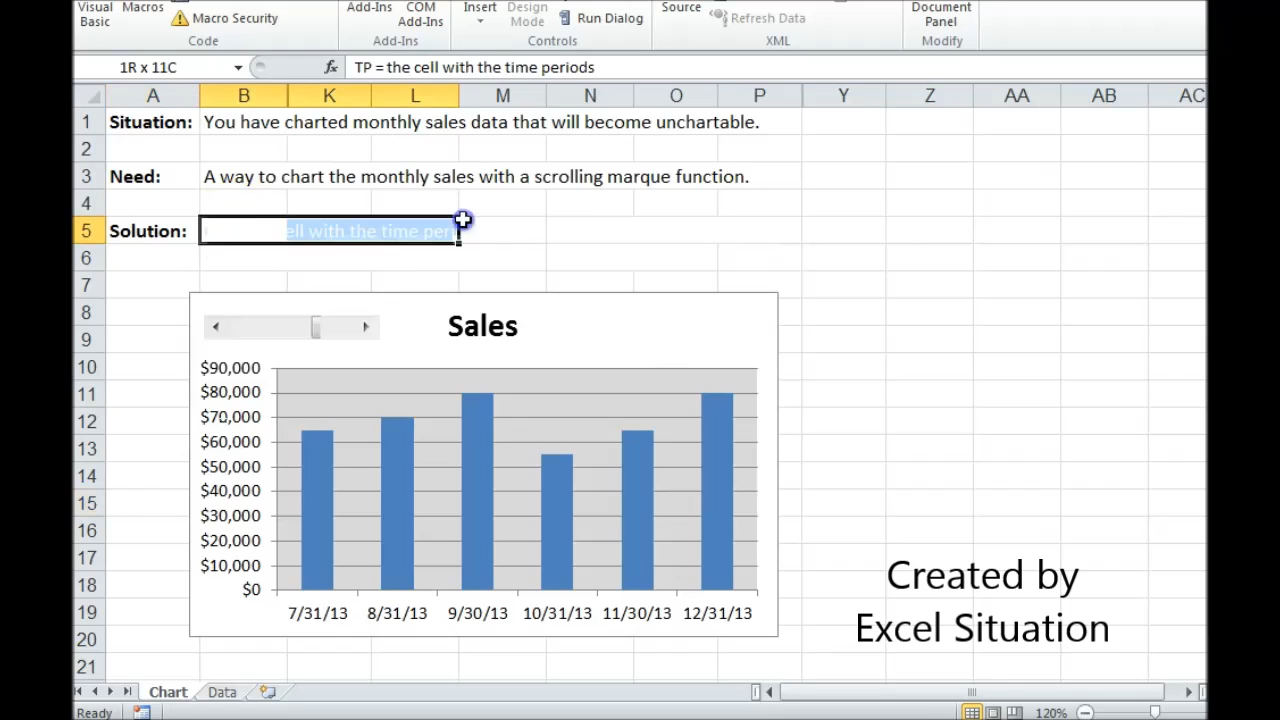 Visual Macros Add-Ins COM Insert Design Source Document
Basic Macro Security Add-Ins Mode Run Dialog Refresh Data Panel
Code Add-Ins Controls XML Modify
1R x 11C fx TP = the cell with the time periods
A B K L M N O P Y Z AA AB AC
1 Situation: You have charted monthly sales data that will become unchartable.
2
3 Need: A way to chart the monthly sales with a scrolling marque function.
4
5 Solution: ell with the time per
6
7
8
9
10
11
12
13
14
15
16
17
18
19
20
21
Sales
$90,000
$80,000
$70,000
$60,000
$50,000
$40,000
$30,000
$20,000
$10,000
$0
7/31/13 8/31/13 9/30/13 10/31/13 11/30/13 12/31/13
Created by
Excel Situation
Chart Data
Ready 120%